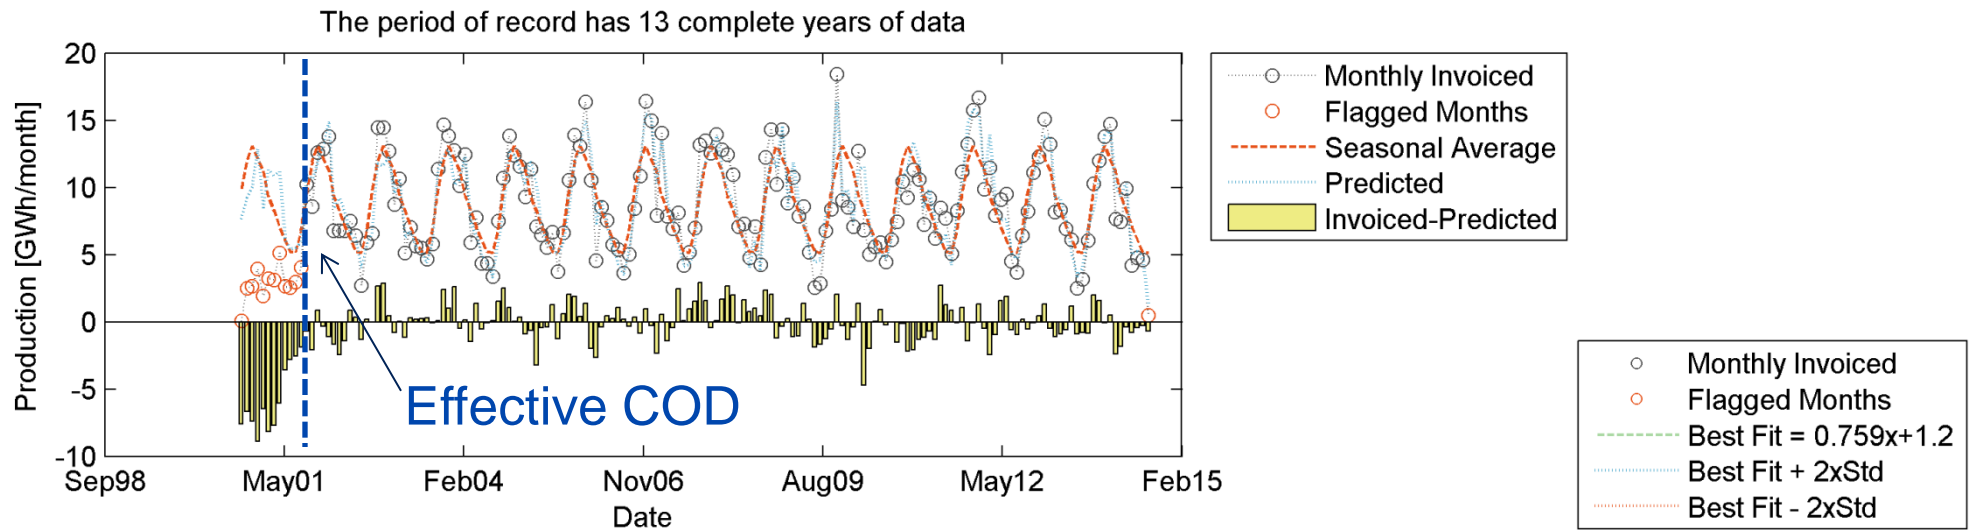 The period of record has 13 complete years of data
Production [GWh/month]
20
15
10
5
0
-5
-10
Sep98 May01 Feb04 Nov06 Aug09 May12 Feb15
Date
Effective COD
Monthly Invoiced
Flagged Months
Seasonal Average
Predicted
Invoiced-Predicted
Monthly Invoiced
Flagged Months
Best Fit = 0.759x+1.2
Best Fit + 2xStd
Best Fit - 2xStd